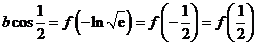 b cos 1/2 = f(−ln √e) = f(−1/2) = f(1/2)